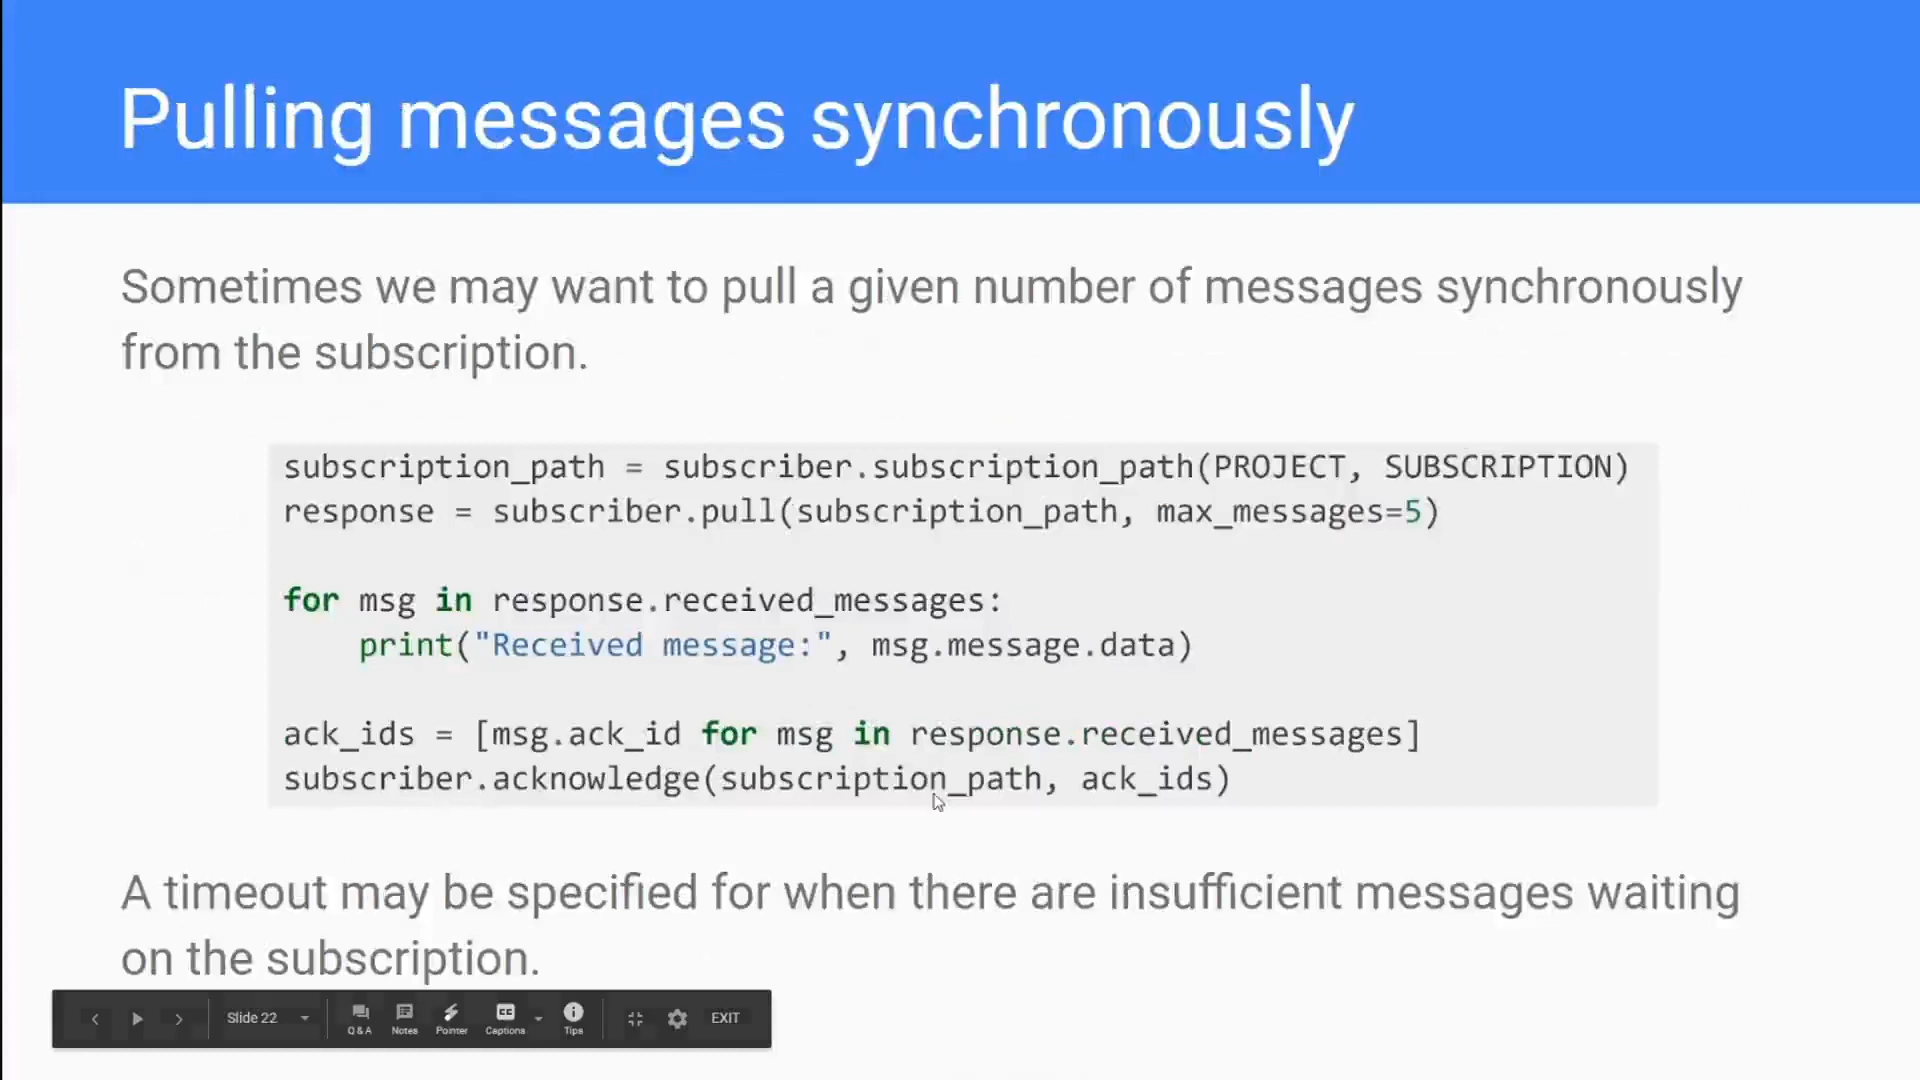 Pulling messages synchronously
Sometimes we may want to pull a given number of messages synchronously
from the subscription.
subscription_path = subscriber.subscription_path(PROJECT, SUBSCRIPTION)
response = subscriber.pull(subscription_path, max_messages=5)
for msg in response.received_messages:
    print("Received message:", msg.message.data)
ack_ids = [msg.ack_id for msg in response.received_messages]
subscriber.acknowledge(subscription_path, ack_ids)
A timeout may be specified for when there are insufficient messages waiting
on the subscription.
Slide 22 Q & A Notes Pointer CC Captions Tips EXIT